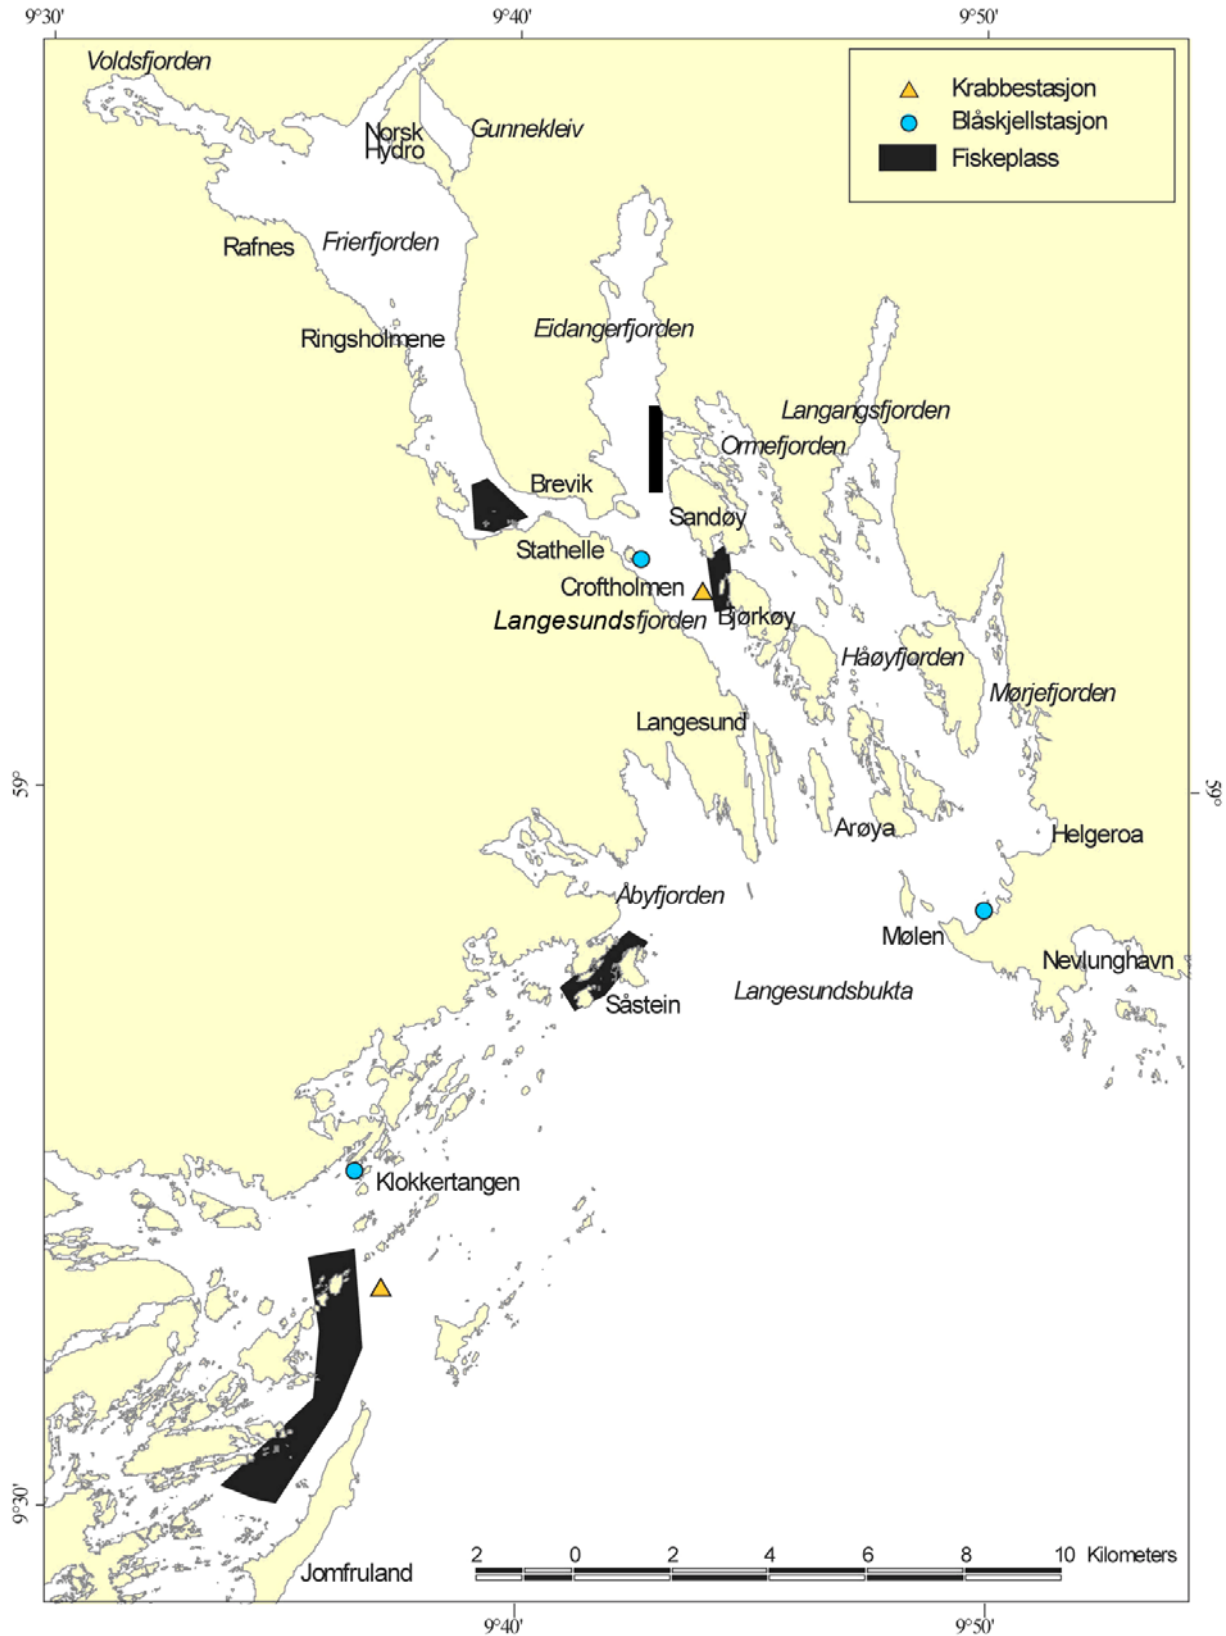 9°30'
9°40'
9°50'
Voldsfjorden
Krabbestasjon
Blåskjellstasjon
Fiskeplass
Norsk
Hydro
Gunnekleiv
Rafnes
Frierfjorden
Ringsholmene
Eidangerfjorden
Langangsfjorden
Ormefjorden
Brevik
Sandøy
Stathelle
Croftholmen
Langesundsfjorden
Bjørkøy
Håøyfjorden
Mørjefjorden
Langesund
59°
59°
Arøya
Helgeroa
Åbyfjorden
Mølen
Nevlunghavn
Langesundsbukta
Såstein
Klokkertangen
9°30'
Jomfruland
2 0 2 4 6 8 10 Kilometers
9°40'
9°50'